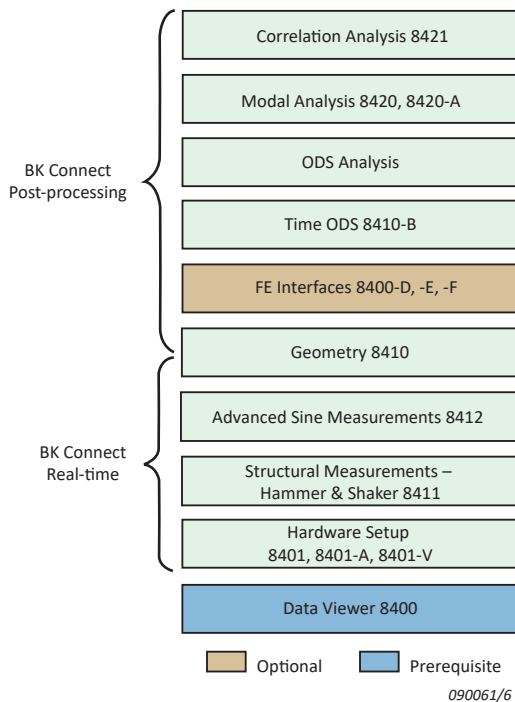 Correlation Analysis 8421
Modal Analysis 8420, 8420-A
ODS Analysis
BK Connect
Post-processing
Time ODS 8410-B
FE Interfaces 8400-D, -E, -F
Geometry 8410
Advanced Sine Measurements 8412
BK Connect
Real-time
Structural Measurements –
Hammer & Shaker 8411
Hardware Setup
8401, 8401-A, 8401-V
Data Viewer 8400
Optional
Prerequisite
090061/6